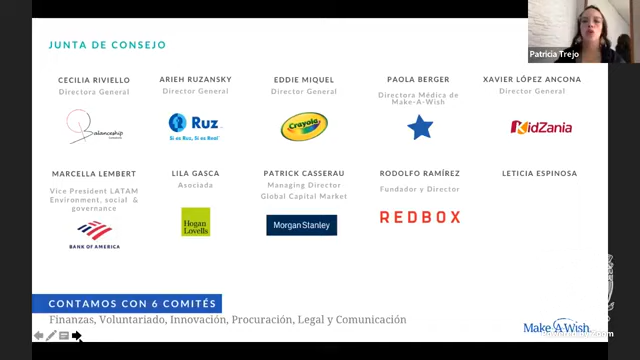 JUNTA DE CONSEJO
Patricia Trejo
CECILIA RIVIELLO
Directora General
Balanceship
ARIEH RUZANSKY
Director General
Ruz
Si es Ruz, Si es Real
EDDIE MIQUEL
Director General
Crayola
PAOLA BERGER
Directora Médica de
Make-A-Wish
XAVIER LÓPEZ ANCONA
Director General
KidZania
MARCELLA LEMBERT
Vice President LATAM
Environment, social &
governance
BANK OF AMERICA
LILA GASCA
Asociada
Hogan
Lovells
PATRICK CASSERAU
Managing Director
Global Capital Market
Morgan Stanley
RODOLFO RAMÍREZ
Fundador y Director
REDBOX
LETICIA ESPINOSA
CONTAMOS CON 6 COMITÉS
Finanzas, Voluntariado, Innovación, Procuración, Legal y Comunicación
Make-A-Wish